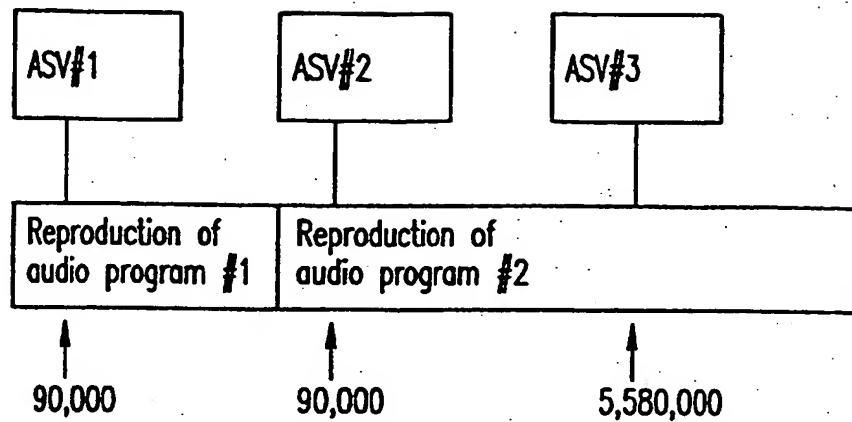 ASV#1 ASV#2 ASV#3
Reproduction of audio program #1
Reproduction of audio program #2
90,000 90,000 5,580,000